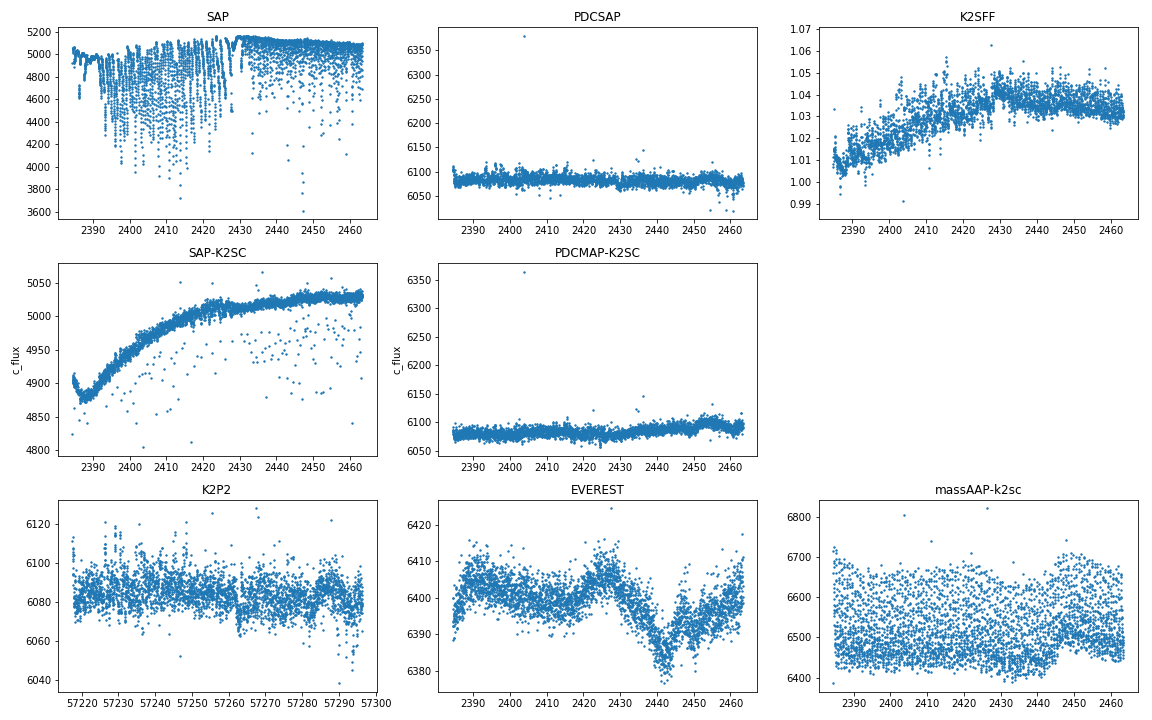 SAP
5200
5000
4800
4600
4400
4200
4000
3800
3600
2390 2400 2410 2420 2430 2440 2450 2460
PDCSAP
6350
6300
6250
6200
6150
6100
6050
2390 2400 2410 2420 2430 2440 2450 2460
K2SFF
1.07
1.06
1.05
1.04
1.03
1.02
1.01
1.00
0.99
2390 2400 2410 2420 2430 2440 2450 2460
SAP-K2SC
c_flux
5050
5000
4950
4900
4850
4800
2390 2400 2410 2420 2430 2440 2450 2460
PDCMAP-K2SC
c_flux
6350
6300
6250
6200
6150
6100
6050
2390 2400 2410 2420 2430 2440 2450 2460
K2P2
6120
6100
6080
6060
6040
57220 57230 57240 57250 57260 57270 57280 57290 57300
EVEREST
6420
6410
6400
6390
6380
2390 2400 2410 2420 2430 2440 2450 2460
massAAP-k2sc
6800
6700
6600
6500
6400
2390 2400 2410 2420 2430 2440 2450 2460